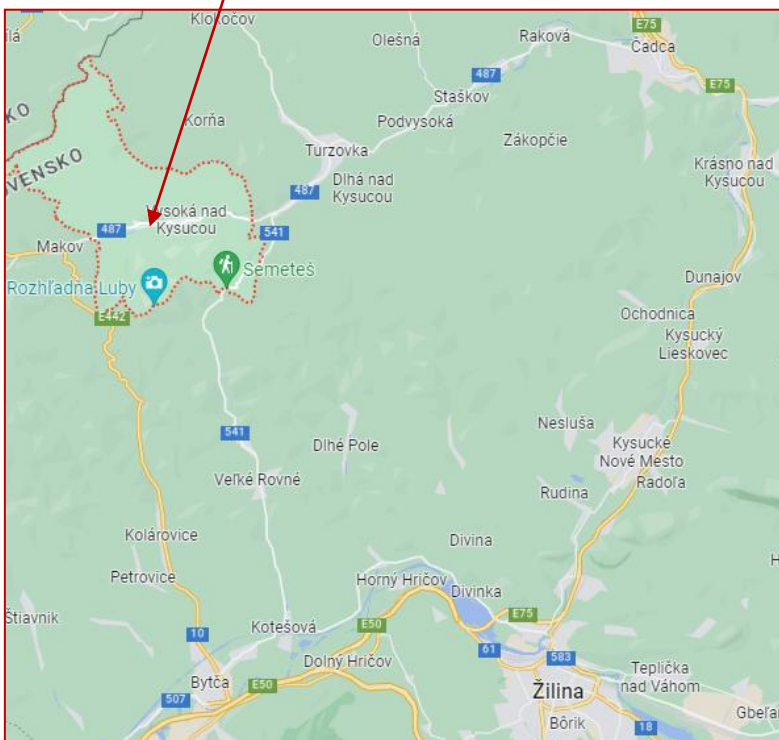 Klokočov
E75
Olešná
Raková
Čadca
487
E75
Staškov
Korňa
Podvysoká
Zákopčie
Turzovka
OVENSKO
Krásno nad
Kysucou
487
Dlhá nad
Kysucou
Vysoká nad
Kysucou
487
541
Makov
Semeteš
Rozhľadňa Luby
Dunajov
E442
Ochodnica
Kysucký
Lieskovec
541
Dlhé Pole
Nesluša
Kysucké
Nové Mesto
Veľké Rovné
Radoľa
Rudina
Kolárovice
Divina
Petrovice
Horný Hričov
Divinka
Štiavnik
E75
Kotešová
E50
10
61
583
Dolný Hričov
Teplička
nad Váhom
Bytča
E50
Žilina
507
Gbeľa
Bôrik
18